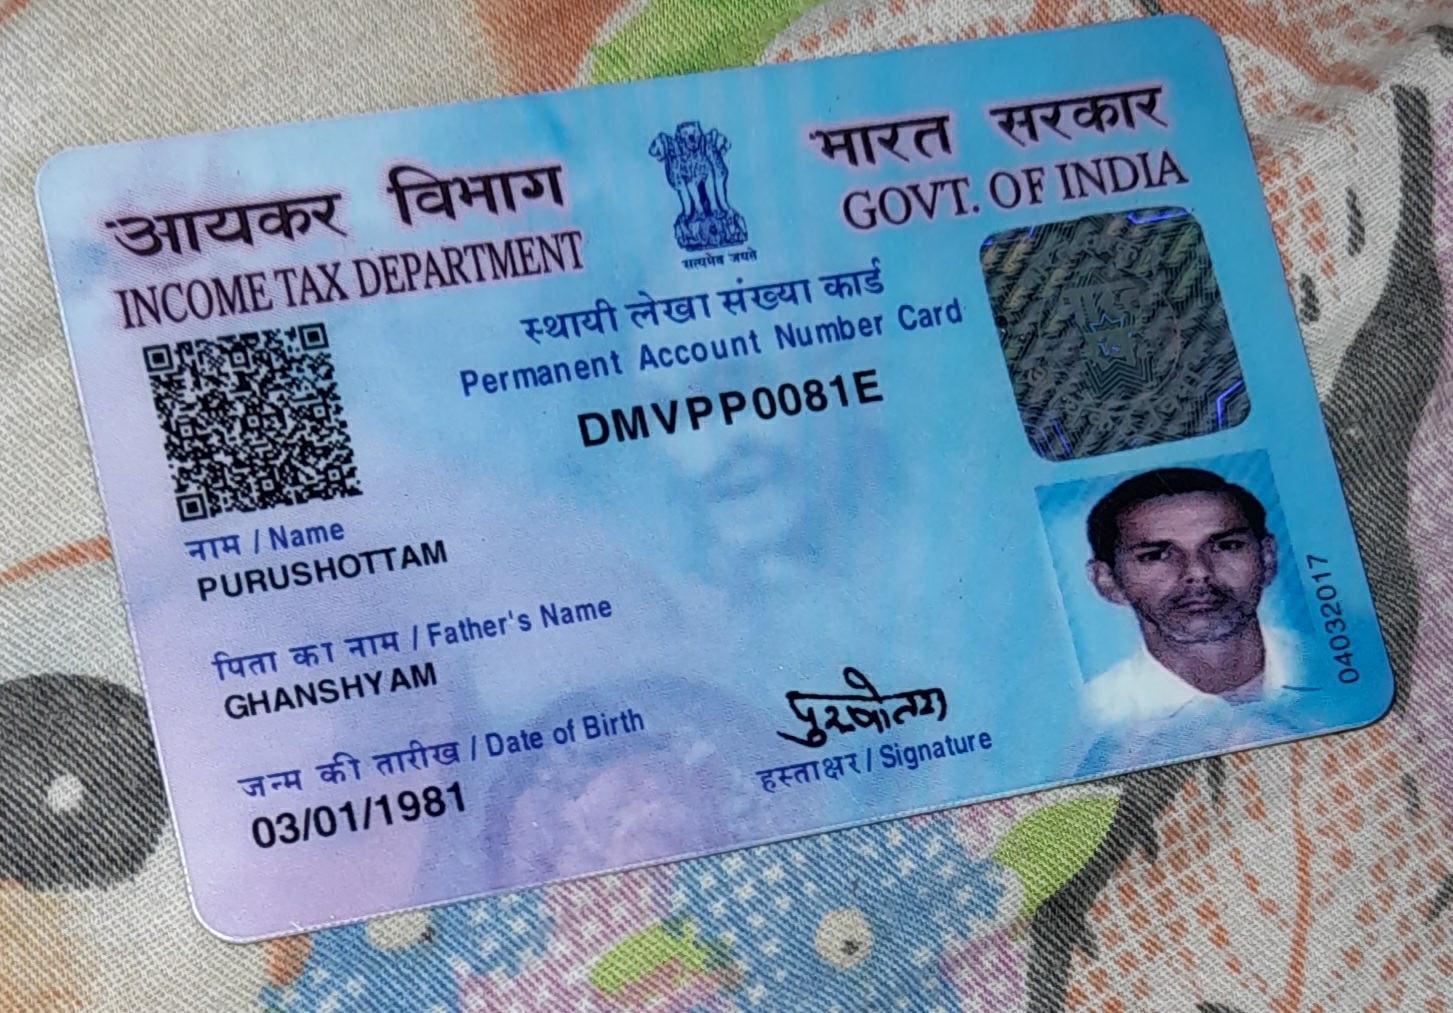 आयकर विभाग
INCOME TAX DEPARTMENT
सत्यमेव जयते
भारत सरकार
GOVT. OF INDIA
स्थायी लेखा संख्या कार्ड
Permanent Account Number Card
DMVPP0081E
नाम / Name
PURUSHOTTAM
पिता का नाम / Father's Name
GHANSHYAM
जन्म की तारीख / Date of Birth
03/01/1981
पुरषोतम
हस्ताक्षर / Signature
04032017